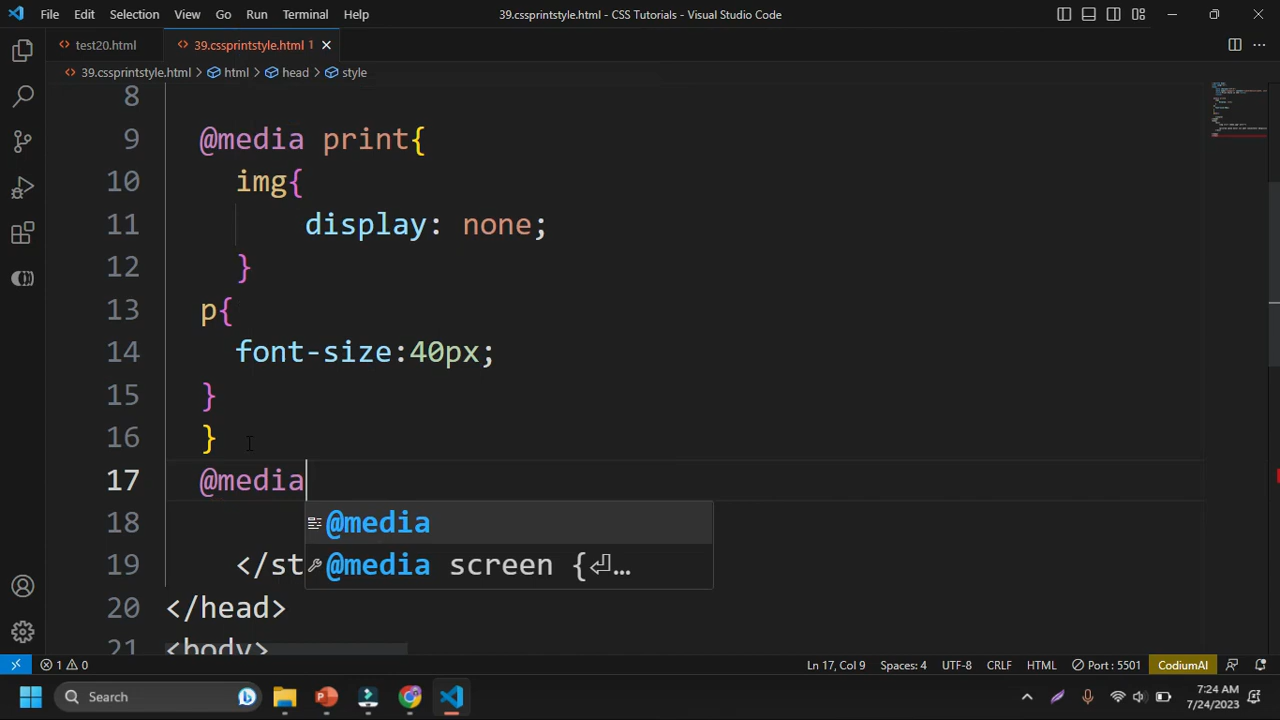 File Edit Selection View Go Run Terminal Help 39.cssprintstyle.html - CSS Tutorials - Visual Studio Code
test20.html 39.cssprintstyle.html 1
39.cssprintstyle.html > html > head > style
8
9 @media print{
10 img{
11 display: none;
12 }
13 p{
14 font-size:40px;
15 }
16 }
17 @media
18 @media
19 </st @media screen {⏎…
20 </head>
21 <body>
1 0 Ln 17, Col 9 Spaces: 4 UTF-8 CRLF HTML Port : 5501 CodiumAI
Search 7:24 AM
7/24/2023